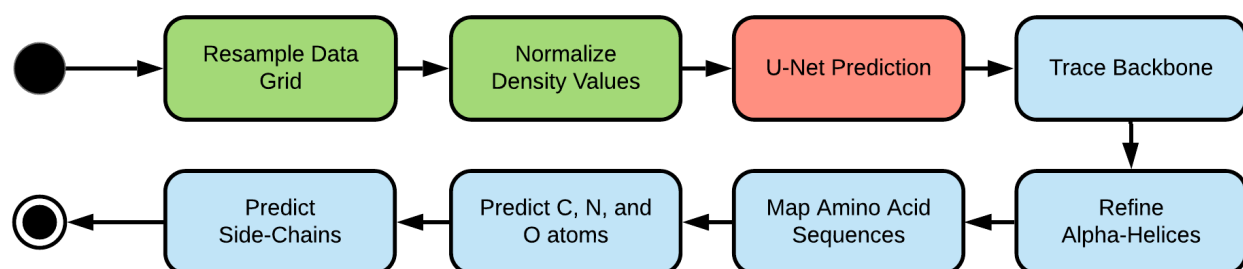 Resample Data
Grid
Normalize
Density Values
U-Net Prediction
Trace Backbone
Refine
Alpha-Helices
Map Amino Acid
Sequences
Predict C, N, and
O atoms
Predict
Side-Chains